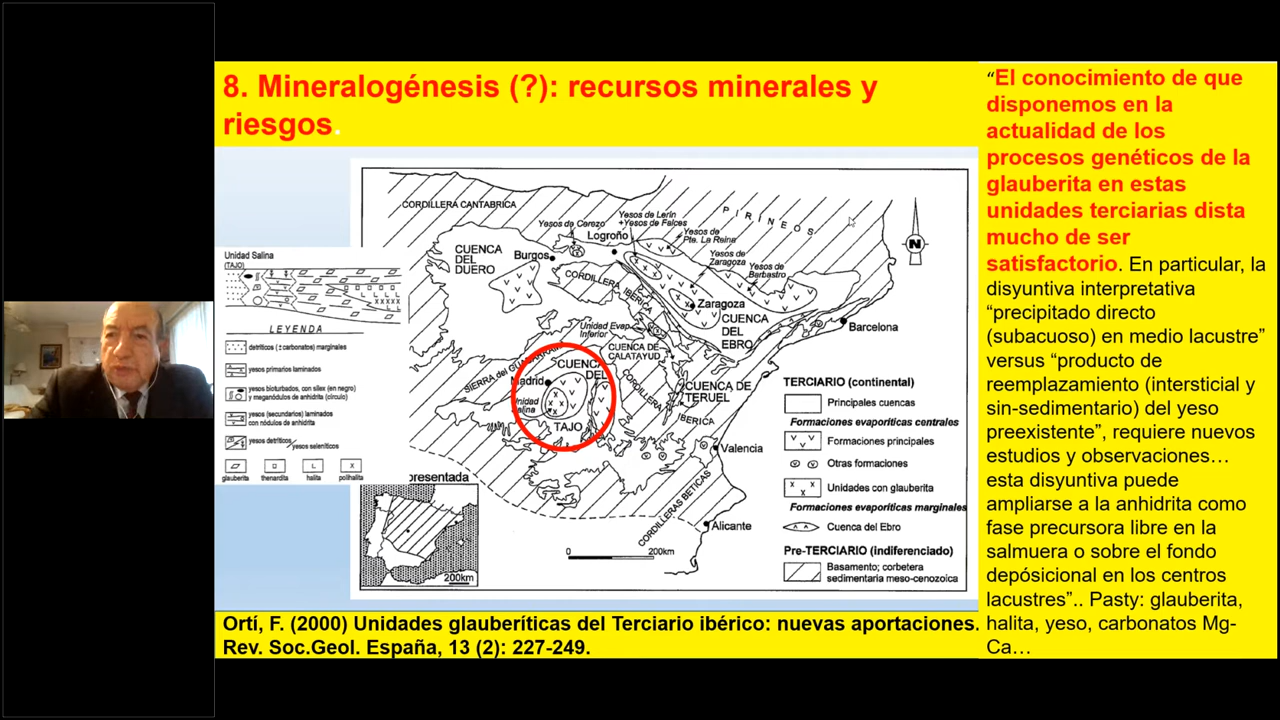 8. Mineralogénesis (?): recursos minerales y
riesgos.
“El conocimiento de que
disponemos en la
actualidad de los
procesos genéticos de la
glauberita en estas
unidades terciarias dista
mucho de ser
satisfactorio. En particular, la
disyuntiva interpretativa
“precipitado directo
(subacuoso) en medio lacustre”
versus “producto de
reemplazamiento (intersticial y
sin-sedimentario) del yeso
preexistente”, requiere nuevos
estudios y observaciones…
esta disyuntiva puede
ampliarse a la anhidrita como
fase precursora libre en la
salmuera o sobre el fondo
depósicional en los centros
lacustres”.. Pasty: glauberita,
halita, yeso, carbonatos Mg-
Ca…
Unidad Salina
(TAJO)
LEYENDA
detríticos (± carbonatos) marginales
yesos primarios laminados
yesos bioturbados, con silex (en negro)
y meganódulos de anhidrita (círculo)
yesos (secundarios) laminados
con nódulos de anhidrita
yesos detríticos/yesos seleníticos
glauberita thenardita halita polihalita
CORDILLERA CANTABRICA
PIRINEOS
Yesos de Cerezo
Yesos de Lerín
+Yesos de Falces
Logroño
Yesos de
Pte. La Reina
Yesos de
Zaragoza
Yesos de
Barbastro
N
CUENCA
DEL
DUERO
Burgos
CORDILLERA IBERICA
Zaragoza
CUENCA
DEL
EBRO
Barcelona
Unidad Evap.
Inferior
CUENCA DE
CALATAYUD
SIERRA del GUADARRAMA
CUENCA
DEL
Madrid
Unidad
Salina
TAJO
CORDILLERA
IBERICA
CUENCA DE
TERUEL
Valencia
CORDILLERAS BETICAS
Alicante
0 200km
presentada
200km
TERCIARIO (continental)
Principales cuencas
Formaciones evaporíticas centrales
Formaciones principales
Otras formaciones
Unidades con glauberita
Formaciones evaporíticas marginales
Cuenca del Ebro
Pre-TERCIARIO (indiferenciado)
Basamento; corbetera
sedimentaria meso-cenozoica
Ortí, F. (2000) Unidades glauberíticas del Terciario ibérico: nuevas aportaciones.
Rev. Soc.Geol. España, 13 (2): 227-249.